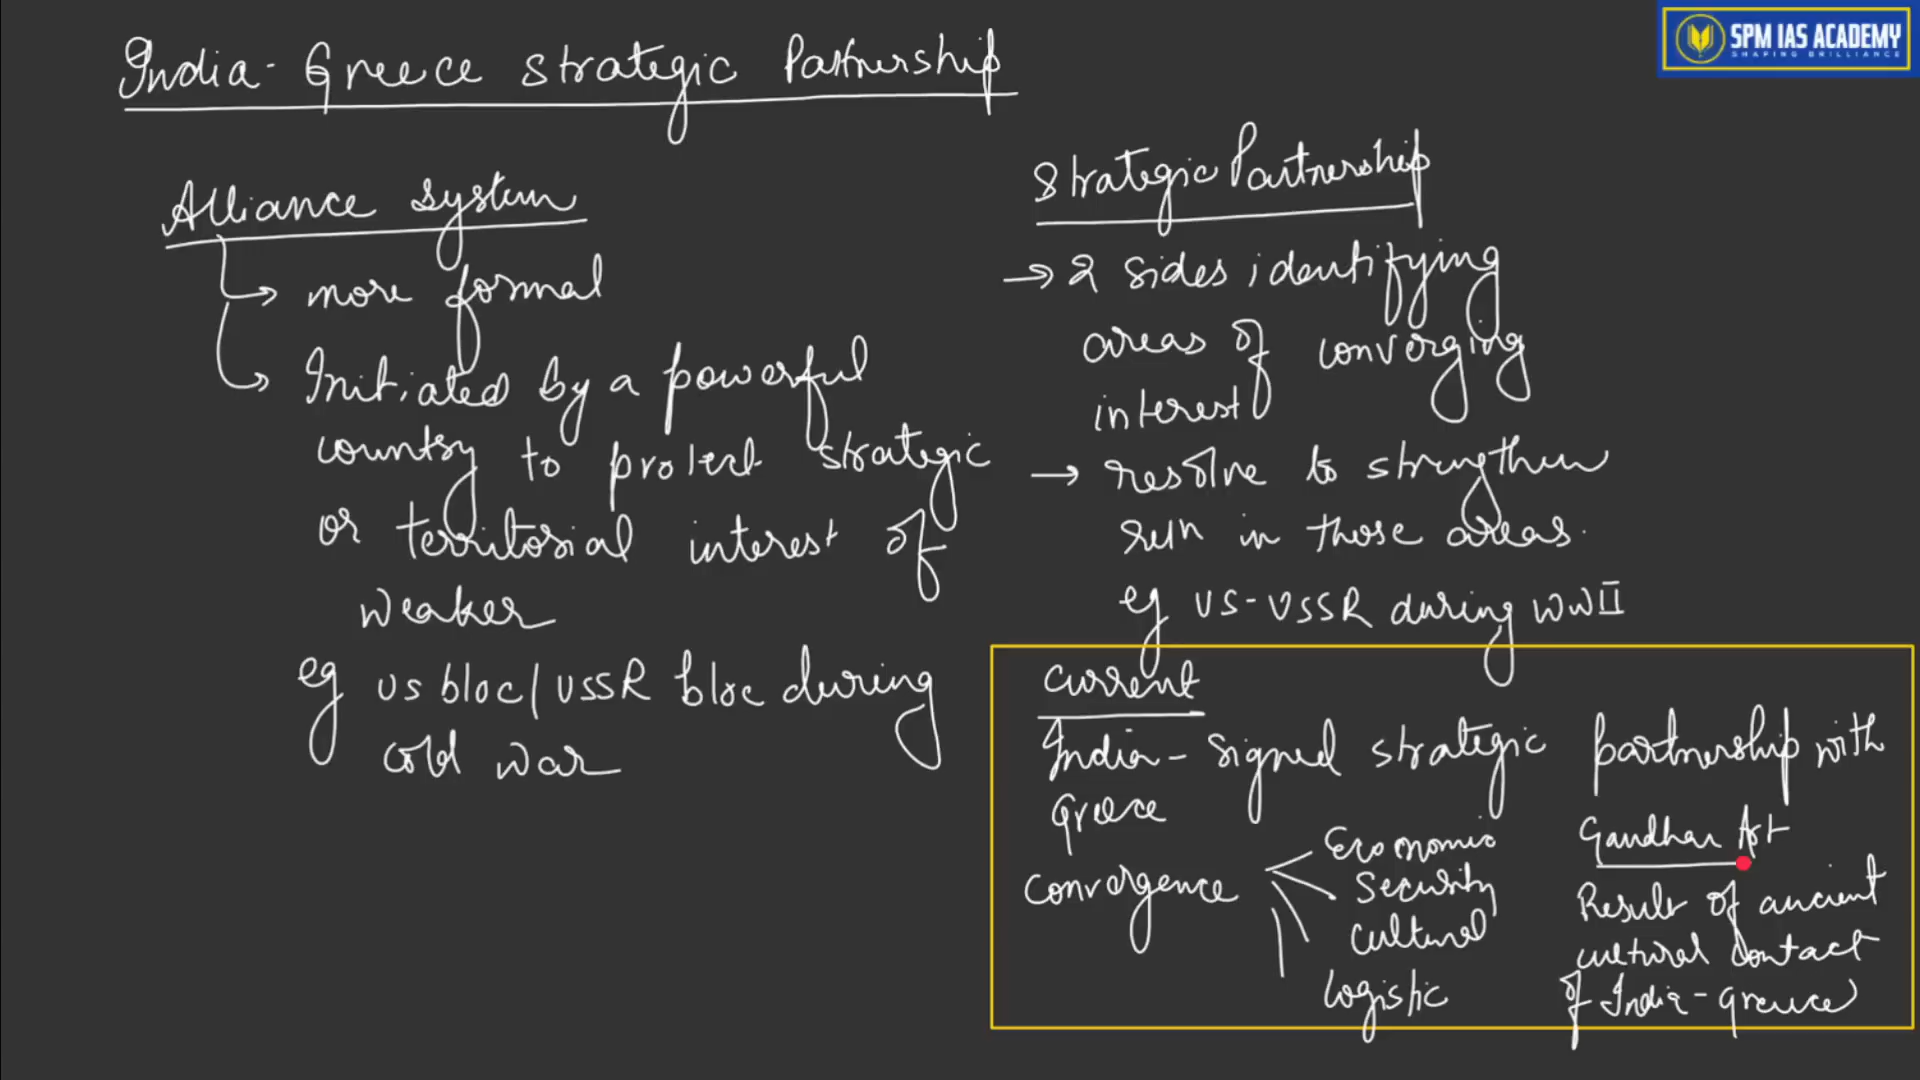 India - Greece strategic Partnership
SPM IAS ACADEMY
SHAPING BRILLIANCE
Alliance system
more formal
Initiated by a powerful
country to protect strategic
or territorial interest of
weaker
eg US bloc/USSR bloc during
cold war
Strategic Partnership
→ 2 sides identifying
areas of converging
interest
→ resolve to strengthen
reln in those areas.
eg US-USSR during WWII
Current
India - signed strategic partnership with
Greece
Convergence
Economic
Security
Cultural
Logistic
Gandhar Art
Result of ancient
cultural contact
of India - Greece